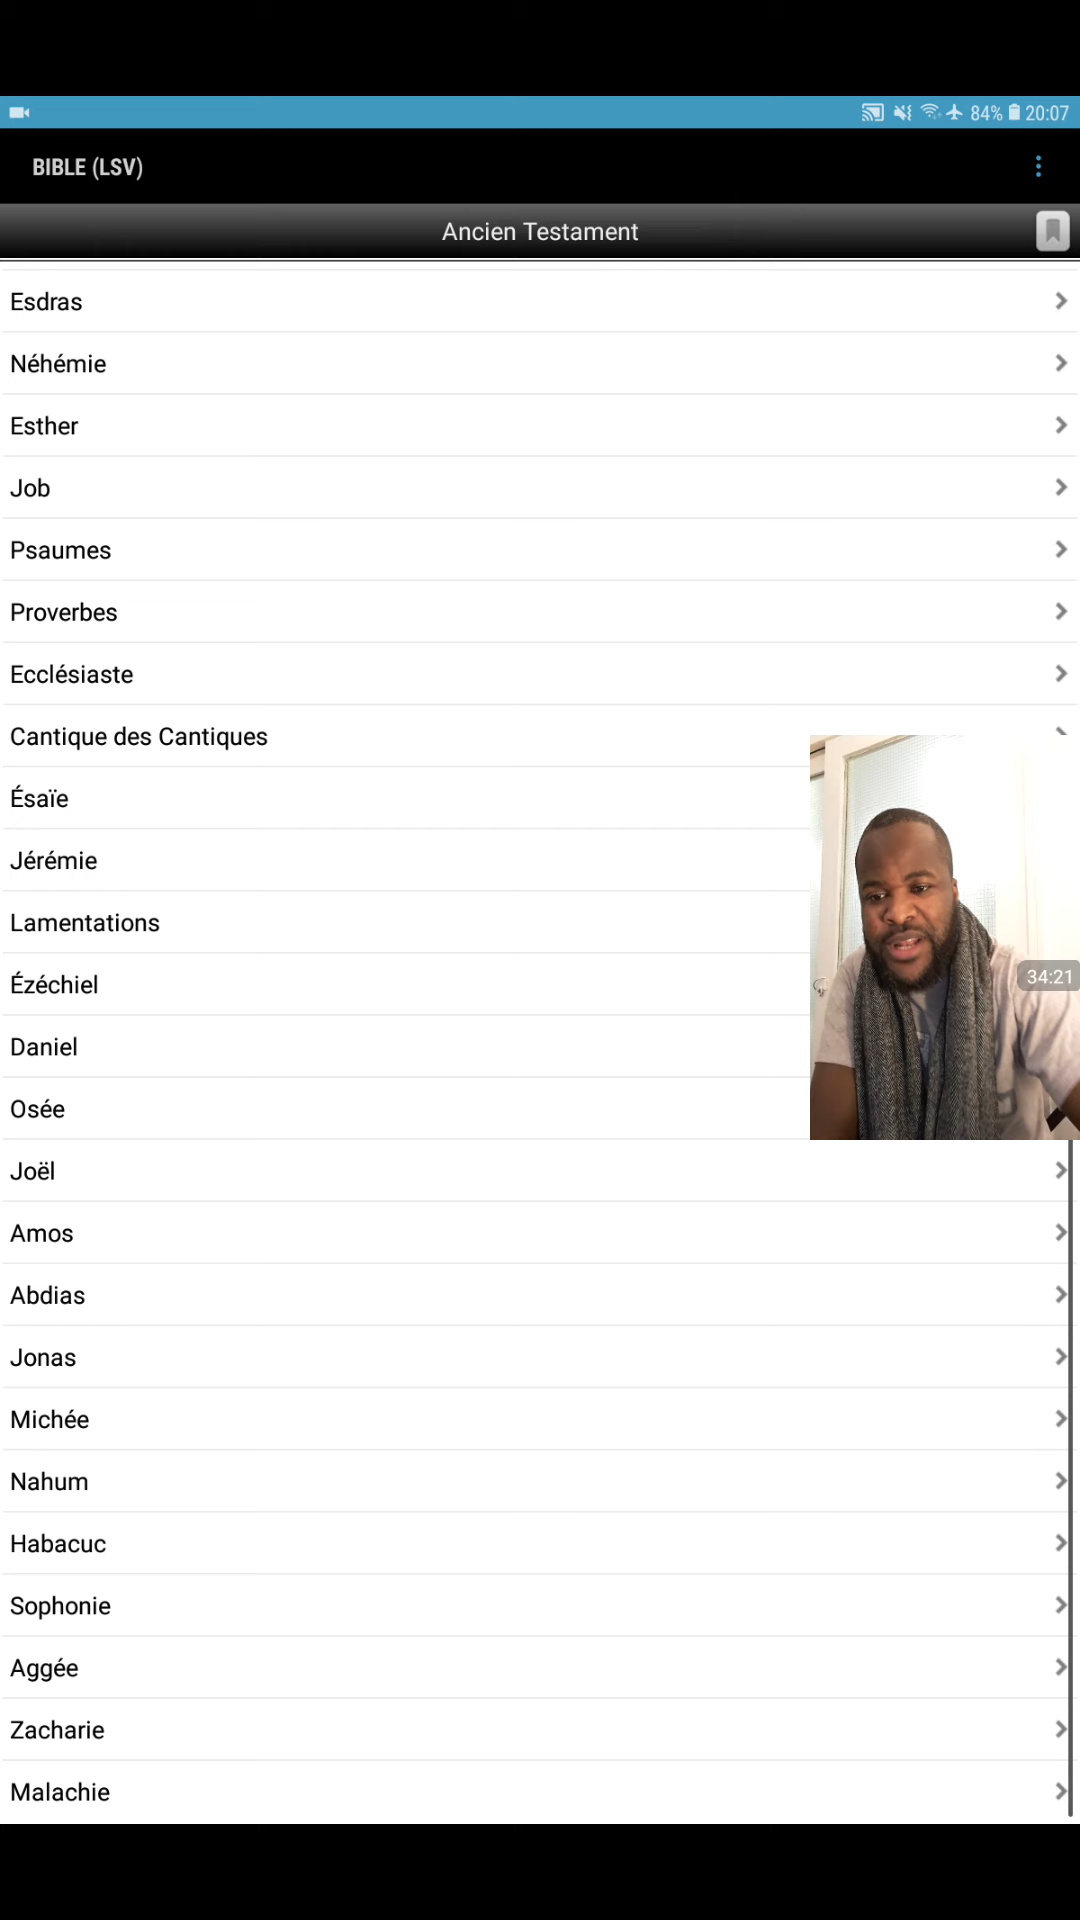 84% 20:07
BIBLE (LSV)
Ancien Testament
Esdras
Néhémie
Esther
Job
Psaumes
Proverbes
Ecclésiaste
Cantique des Cantiques
Ésaïe
Jérémie
Lamentations
Ézéchiel
34:21
Daniel
Osée
Joël
Amos
Abdias
Jonas
Michée
Nahum
Habacuc
Sophonie
Aggée
Zacharie
Malachie